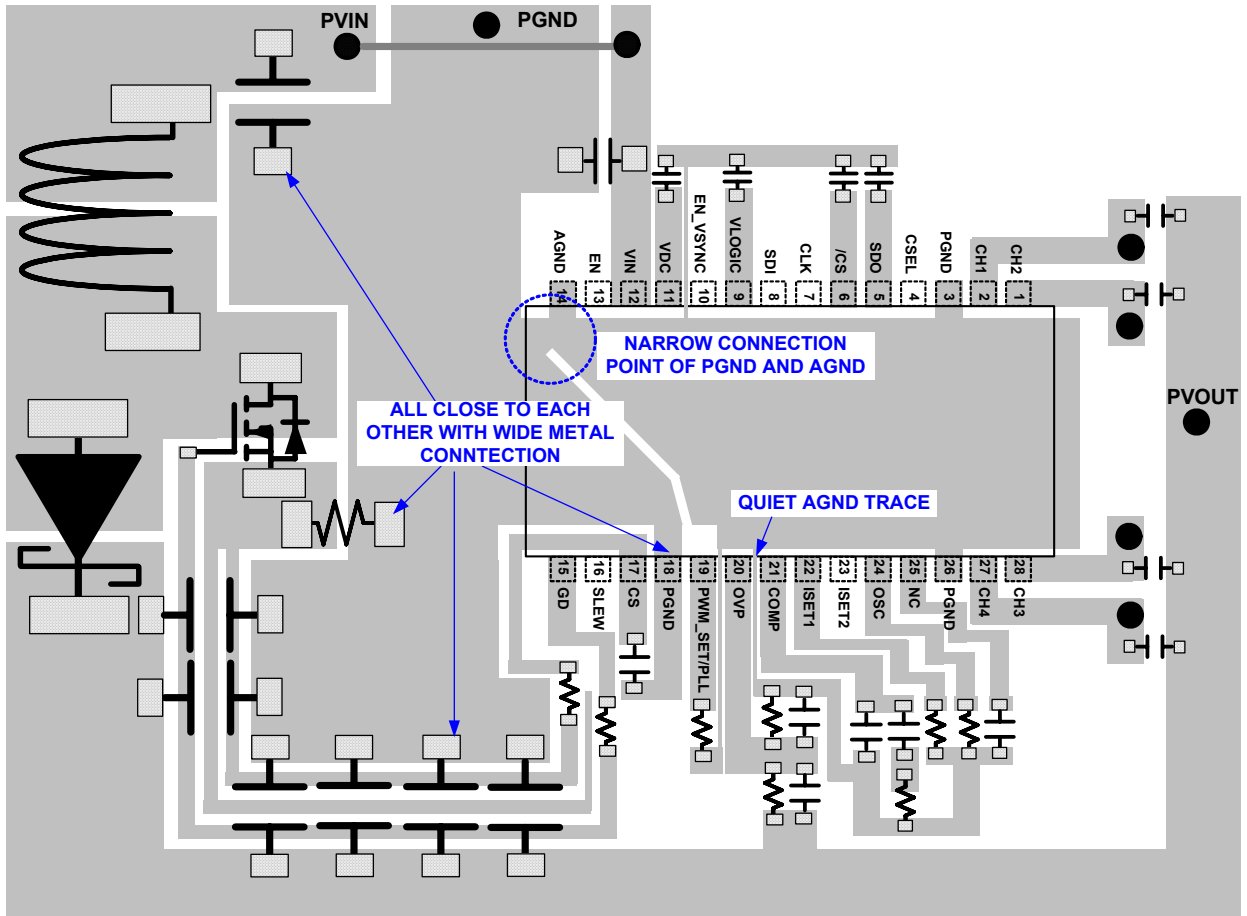 PVIN
PGND
AGND
EN
VIN
VDC
EN_VSYNC
VLOGIC
SDI
CLK
/CS
SDO
CSEL
PGND
CH1
CH2
14
13
12
11
10
9
8
7
6
5
4
3
2
1
NARROW CONNECTION
POINT OF PGND AND AGND
PVOUT
ALL CLOSE TO EACH
OTHER WITH WIDE METAL
CONNTECTION
QUIET AGND TRACE
15
16
17
18
19
20
21
22
23
24
25
26
27
28
GD
SLEW
CS
PGND
PWM_SET/PLL
OVP
COMP
ISET1
ISET2
OSC
NC
PGND
CH4
CH3